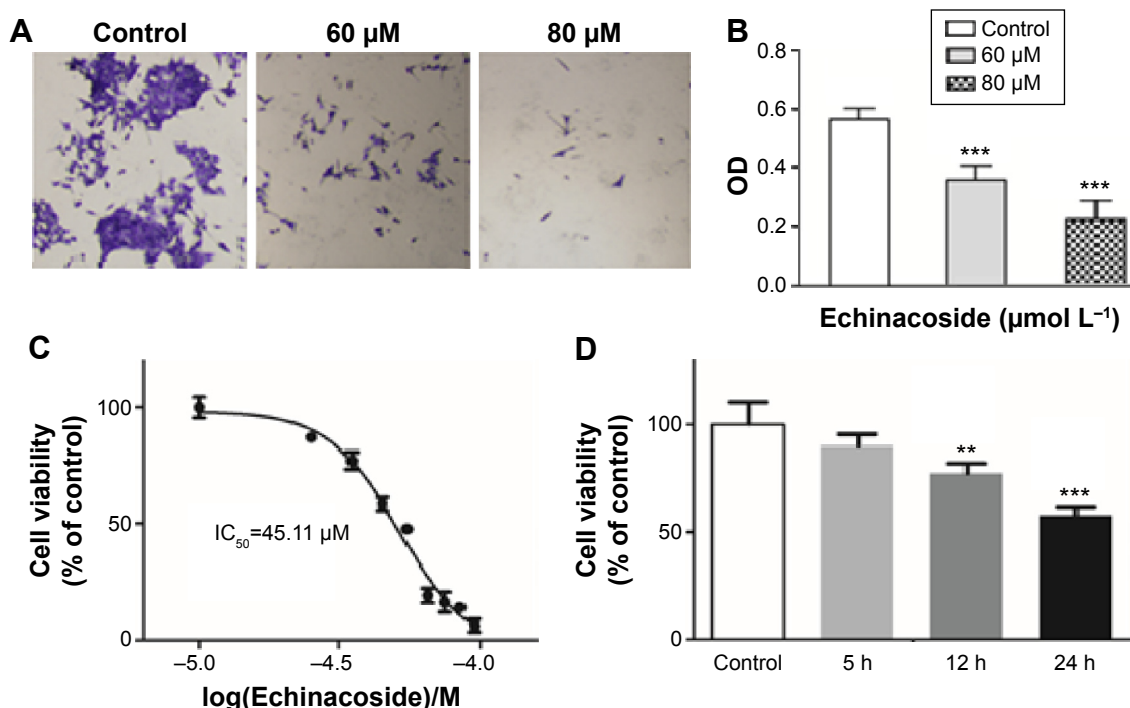 A
Control
60 µM
80 µM
B
Control
60 µM
80 µM
0.8
0.6
0.4
0.2
0.0
OD
***
***
Echinacoside (µmol L⁻¹)
C
100
50
0
Cell viability
(% of control)
IC₅₀=45.11 µM
–5.0
–4.5
–4.0
log(Echinacoside)/M
D
100
50
0
Cell viability
(% of control)
**
***
Control
5 h
12 h
24 h